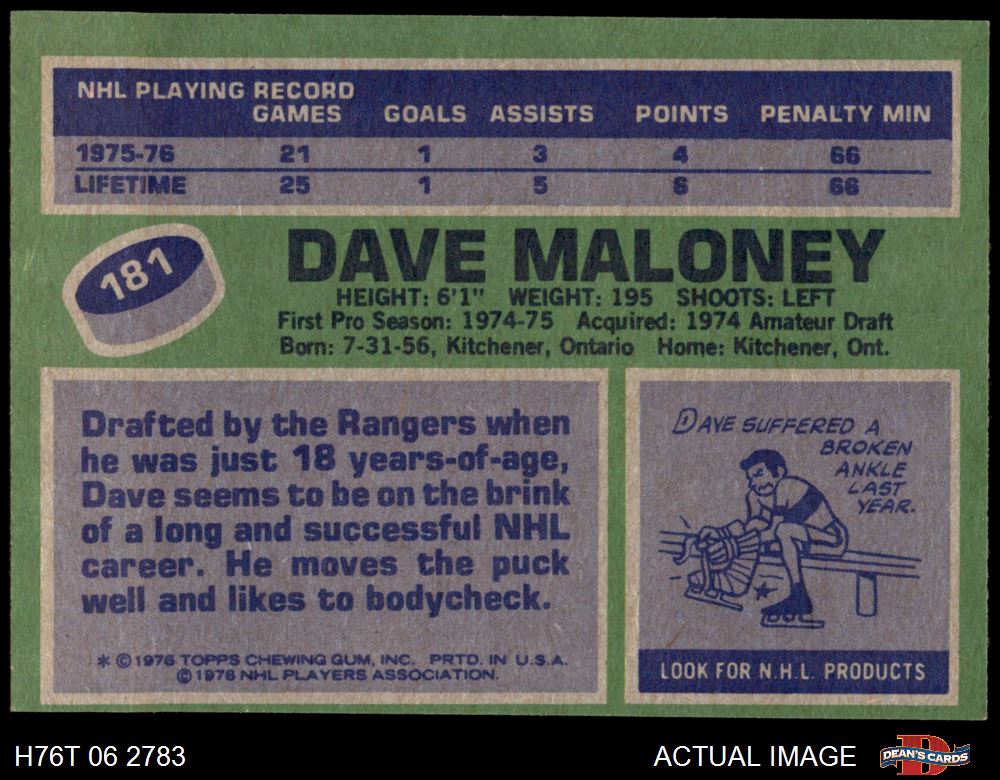 NHL PLAYING RECORD
GAMES GOALS ASSISTS POINTS PENALTY MIN
1975-76 21 1 3 4 66
LIFETIME 25 1 5 6 66
181
DAVE MALONEY
HEIGHT: 6'1" WEIGHT: 195 SHOOTS: LEFT
First Pro Season: 1974-75 Acquired: 1974 Amateur Draft
Born: 7-31-56, Kitchener, Ontario Home: Kitchener, Ont.
Drafted by the Rangers when
he was just 18 years-of-age,
Dave seems to be on the brink
of a long and successful NHL
career. He moves the puck
well and likes to bodycheck.
* ©1976 TOPPS CHEWING GUM, INC. PRTD. IN U.S.A.
©1976 NHL PLAYERS ASSOCIATION.
DAVE SUFFERED A
BROKEN
ANKLE
LAST
YEAR.
LOOK FOR N.H.L. PRODUCTS
H76T 06 2783
ACTUAL IMAGE
D
DEAN'S CARDS